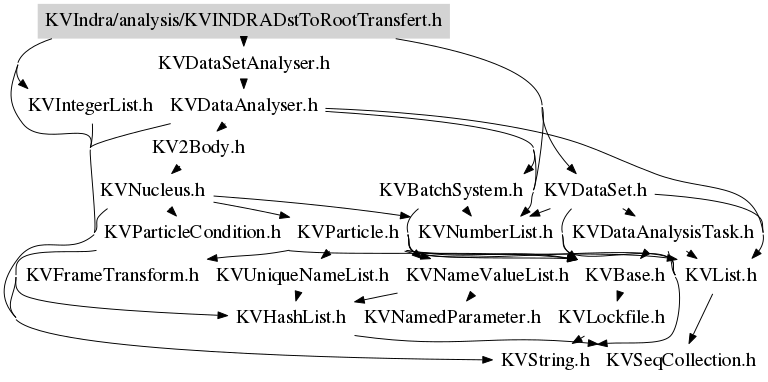 KVIndra/analysis/KVINDRADstToRootTransfert.h
KVDataSetAnalyser.h
KVIntegerList.h KVDataAnalyser.h
KV2Body.h
KVNucleus.h KVBatchSystem.h KVDataSet.h
KVParticleCondition.h KVParticle.h KVNumberList.h KVDataAnalysisTask.h
KVFrameTransform.h KVUniqueNameList.h KVNameValueList.h KVBase.h KVList.h
KVHashList.h KVNamedParameter.h KVLockfile.h
KVString.h KVSeqCollection.h